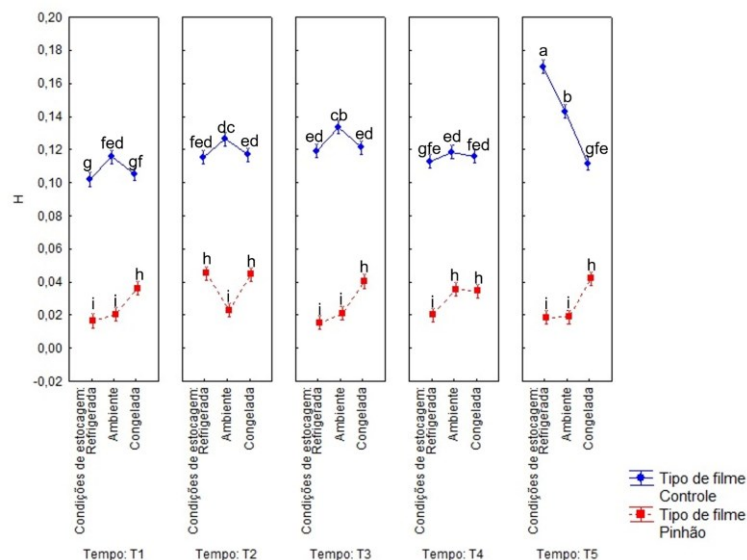 0,20
0,18
0,16
0,14
0,12
0,10
0,08
0,06
0,04
0,02
0,00
-0,02
H
g fed gf
i i h
fed dc ed
h i h
ed cb ed
i i h
gfe ed fed
i h h
a b gfe
i i h
Condições de estocagem:
Refrigerada
Ambiente
Congelada
Condições de estocagem:
Refrigerada
Ambiente
Congelada
Condições de estocagem:
Refrigerada
Ambiente
Congelada
Condições de estocagem:
Refrigerada
Ambiente
Congelada
Condições de estocagem:
Refrigerada
Ambiente
Congelada
Tempo: T1
Tempo: T2
Tempo: T3
Tempo: T4
Tempo: T5
Tipo de filme
Controle
Tipo de filme
Pinhão